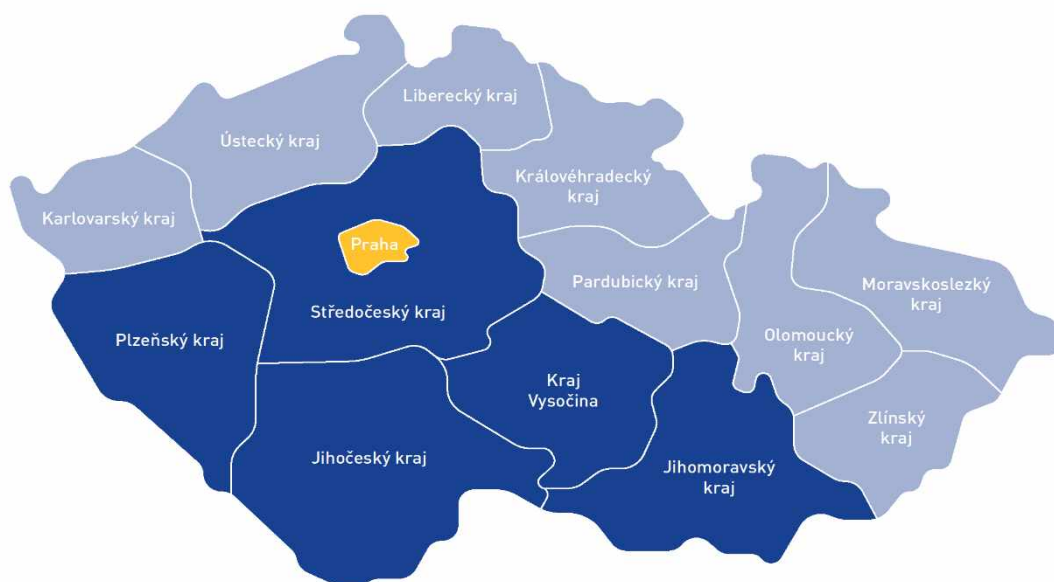 Liberecký kraj
Ústecký kraj
Královéhradecký
kraj
Karlovarský kraj
Praha
Pardubický kraj
Moravskoslezký
kraj
Středočeský kraj
Olomoucký
kraj
Plzeňský kraj
Kraj
Vysočina
Zlínský
kraj
Jihočeský kraj
Jihomoravský
kraj